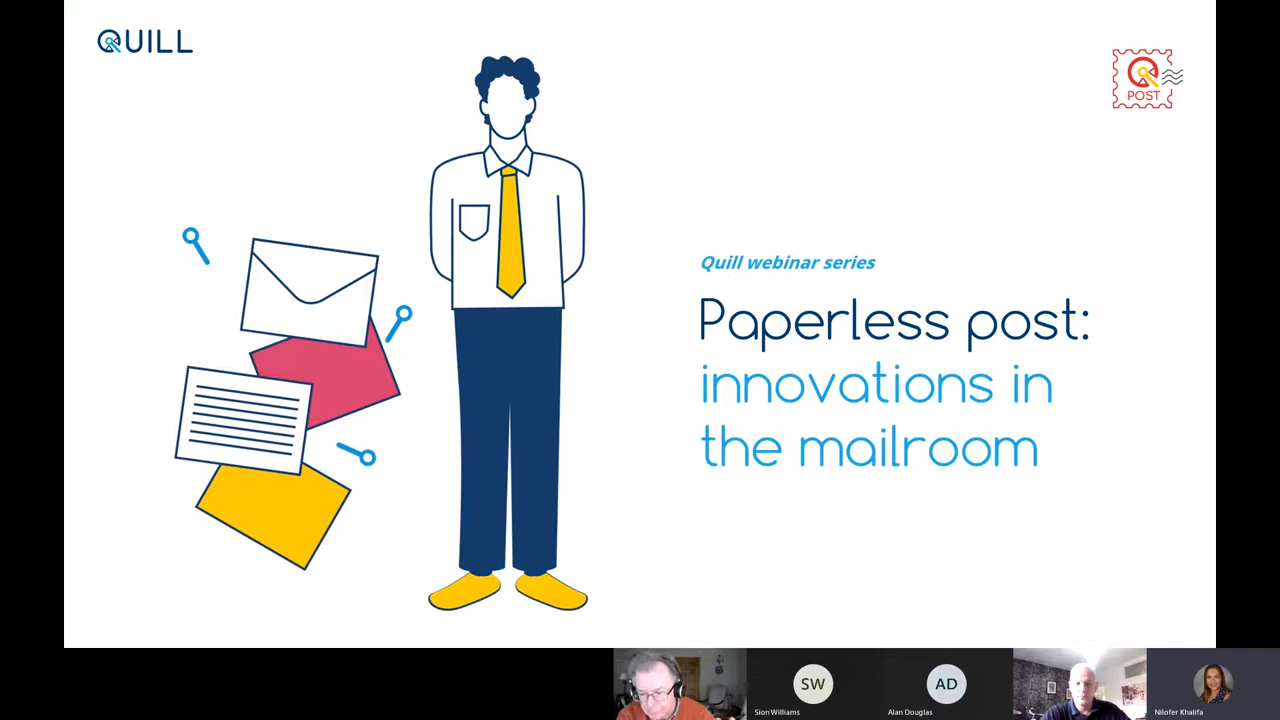 QUILL
POST
Quill webinar series
Paperless post:
innovations in
the mailroom
SW
AD
Sion Williams
Alan Douglas
Nilofer Khalifa